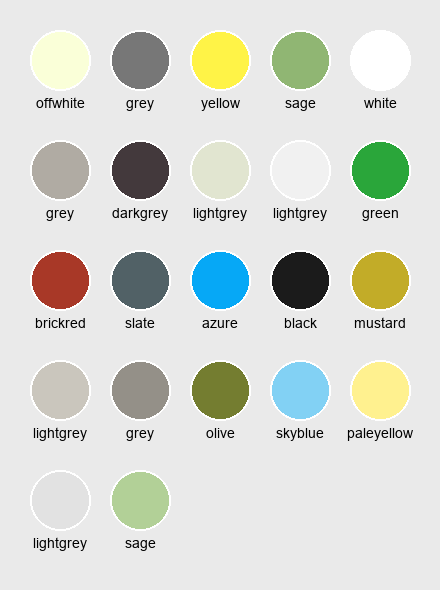 offwhite grey yellow sage white
grey darkgrey lightgrey lightgrey green
brickred slate azure black mustard
lightgrey grey olive skyblue paleyellow
lightgrey sage